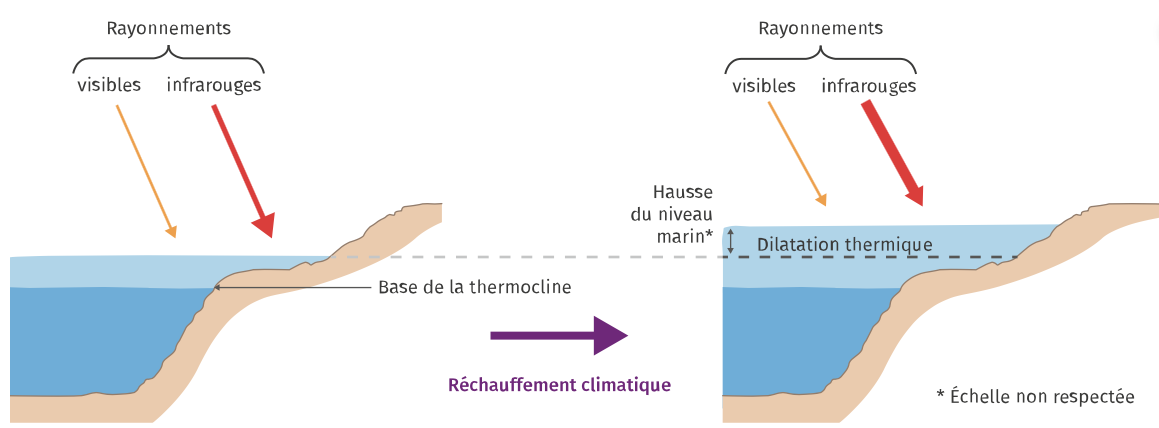 Rayonnements
visibles
infrarouges
Base de la thermocline
Réchauffement climatique
Rayonnements
visibles
infrarouges
Hausse
du niveau
marin*
Dilatation thermique
* Échelle non respectée